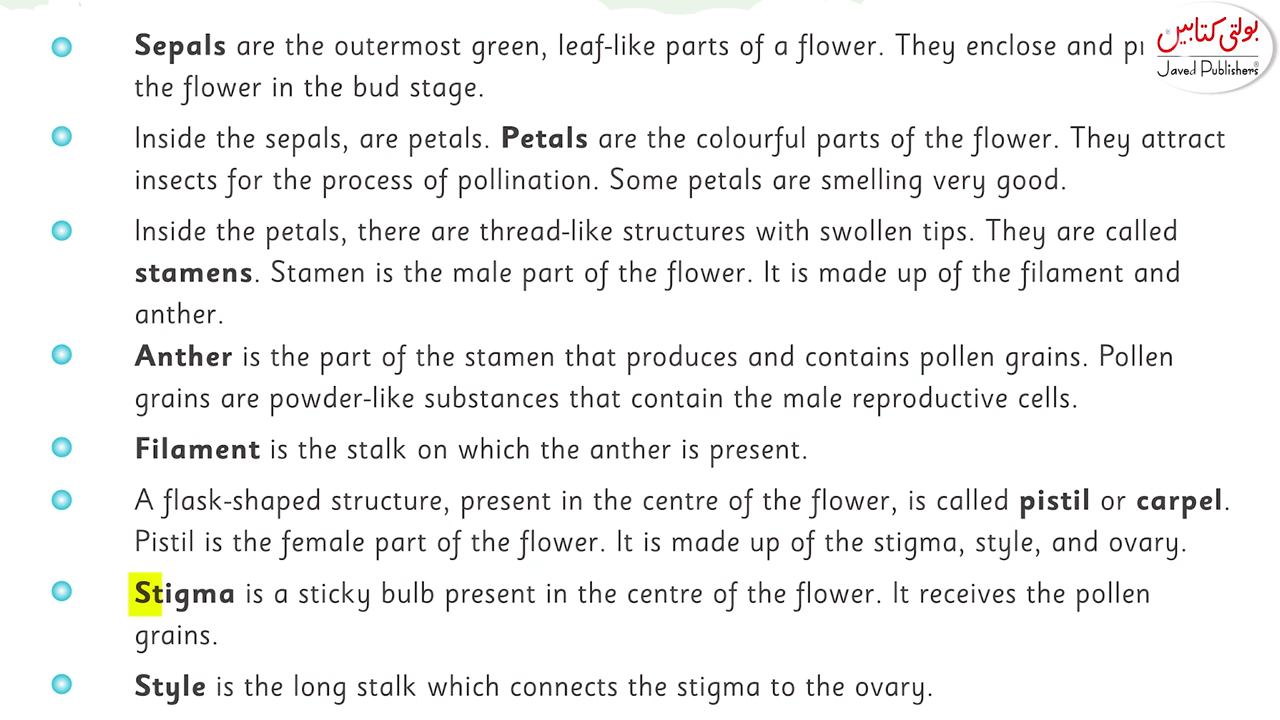 Sepals are the outermost green, leaf-like parts of a flower. They enclose and
the flower in the bud stage.
بولتی کتابیں
Javed Publishers
Inside the sepals, are petals. Petals are the colourful parts of the flower. They attract
insects for the process of pollination. Some petals are smelling very good.
Inside the petals, there are thread-like structures with swollen tips. They are called
stamens. Stamen is the male part of the flower. It is made up of the filament and
anther.
Anther is the part of the stamen that produces and contains pollen grains. Pollen
grains are powder-like substances that contain the male reproductive cells.
Filament is the stalk on which the anther is present.
A flask-shaped structure, present in the centre of the flower, is called pistil or carpel.
Pistil is the female part of the flower. It is made up of the stigma, style, and ovary.
Stigma is a sticky bulb present in the centre of the flower. It receives the pollen
grains.
Style is the long stalk which connects the stigma to the ovary.